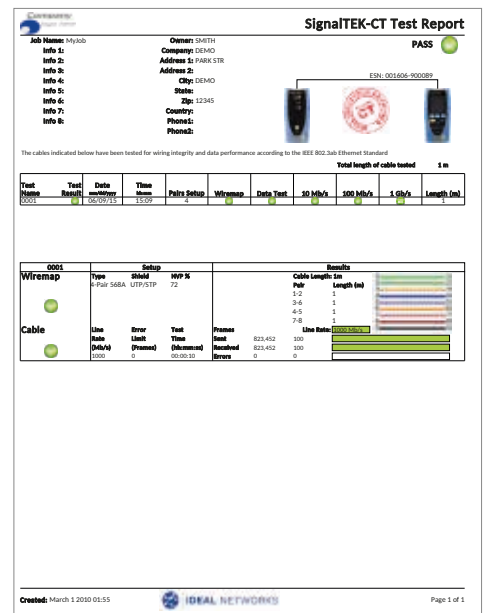 Company
SignalTEK-CT Test Report
Job Name: MyJob
Info 1:
Info 2:
Info 3:
Info 4:
Info 5:
Info 6:
Info 7:
Info 8:
Owner: SMITH
Company: DEMO
Address 1: PARK STR
Address 2:
City: DEMO
State:
Zip: 12345
Country:
Phone1:
Phone2:
PASS
ESN: 001606-900089
The cables indicated below have been tested for wiring integrity and data performance according to the IEEE 802.3ab Ethernet Standard
Total length of cable tested 1 m
Test Name Test Result Date mm/dd/yyyy Time hh:mm Pairs Setup Wiremap Data Test 10 Mb/s 100 Mb/s 1 Gb/s Length (m)
0001 06/09/15 15:09 4 1
0001 Setup Results
Wiremap Type Shield NVP % Cable Length: 1m
4-Pair 568A UTP/STP 72 Pair Length (m)
1-2 1
3-6 1
4-5 1
7-8 1
Cable Line Rate (Mb/s) Error Limit (Frames) Test Time (hh:mm:ss) Frames Line Rate: 1000 Mb/s
Sent 823,452 100
Received 823,452 100
1000 0 00:00:10 Errors 0 0
Created: March 1 2010 01:55
IDEAL NETWORKS
Page 1 of 1